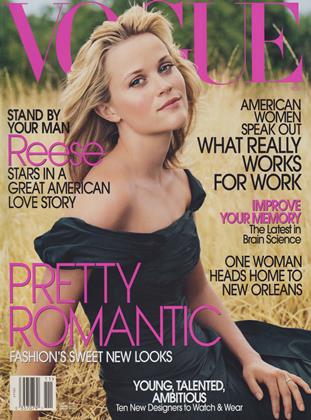 VOGUE
STAND BY
YOUR MAN
Reese
STARS IN A
GREAT AMERICAN
LOVE STORY
AMERICAN
WOMEN
SPEAK OUT
WHAT REALLY
WORKS
FOR WORK
IMPROVE
YOUR MEMORY
The Latest in
Brain Science
ONE WOMAN
HEADS HOME TO
NEW ORLEANS
PRETTY
ROMANTIC
FASHION'S SWEET NEW LOOKS
YOUNG, TALENTED,
AMBITIOUS
Ten New Designers to Watch & Wear